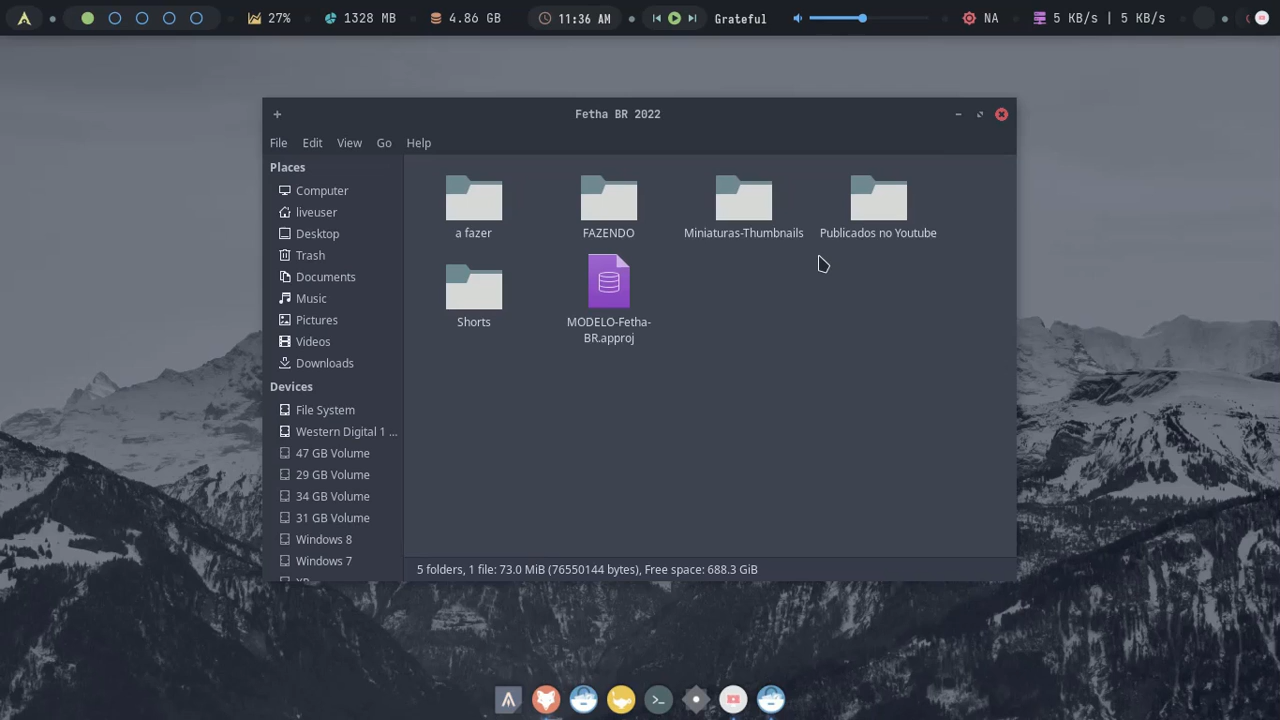 27%
1328 MB
4.86 GB
11:36 AM
Grateful
NA
5 KB/s | 5 KB/s
Fetha BR 2022
File Edit View Go Help
Places
Computer
liveuser
Desktop
Trash
Documents
Music
Pictures
Videos
Downloads
Devices
File System
Western Digital 1 ...
47 GB Volume
29 GB Volume
34 GB Volume
31 GB Volume
Windows 8
Windows 7
a fazer
FAZENDO
Miniaturas-Thumbnails
Publicados no Youtube
Shorts
MODELO-Fetha-
BR.approj
5 folders, 1 file: 73.0 MiB (76550144 bytes), Free space: 688.3 GiB